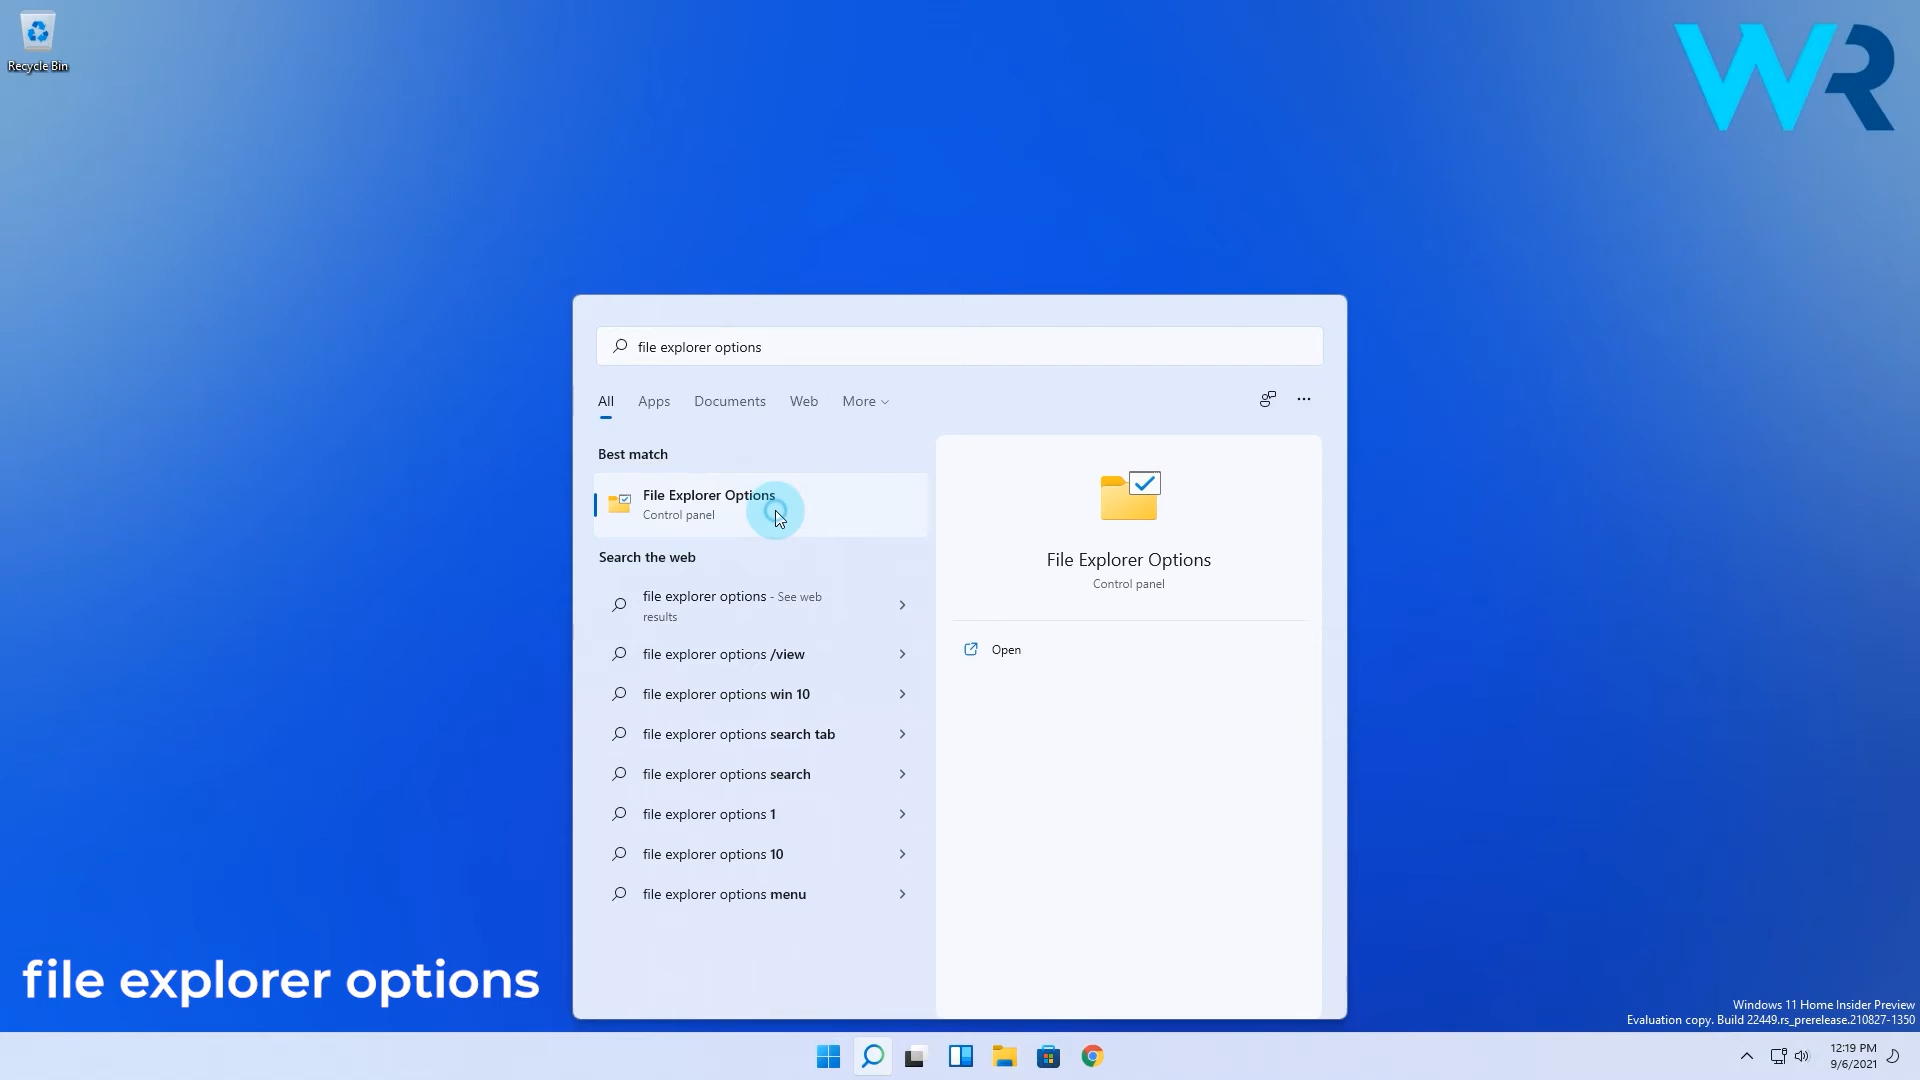 Recycle Bin
WR
file explorer options
All Apps Documents Web More
Best match
File Explorer Options
Control panel
Search the web
file explorer options - See web
results
file explorer options /view
file explorer options win 10
file explorer options search tab
file explorer options search
file explorer options 1
file explorer options 10
file explorer options menu
File Explorer Options
Control panel
Open
file explorer options
Windows 11 Home Insider Preview
Evaluation copy. Build 22449.rs_prerelease.210827-1350
12:19 PM
9/6/2021